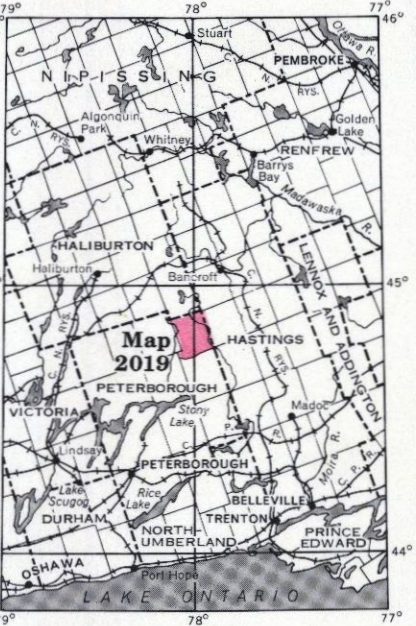 79° 78° 77°
46°
Stuart
Ottawa R.
PEMBROKE
NIPISSING
C. N. RYS.
Algonquin
Park
C. N. RYS.
Whitney
Golden
Lake
RENFREW
Barrys
Bay
Madawaska R.
HALIBURTON
Haliburton
Bancroft
45°
LENNOX AND ADDINGTON
C. N. RYS.
C. N. RYS.
Map
2019
HASTINGS
PETERBOROUGH
VICTORIA
Stony
Lake
Madoc
C. P. R.
Lindsay
PETERBOROUGH
Moira R.
C. P. R.
Lake
Scugog
Rice
Lake
BELLEVILLE
DURHAM
TRENTON
NORTH-
UMBERLAND
PRINCE
EDWARD
44°
OSHAWA
Port Hope
LAKE ONTARIO
79° 78° 77°